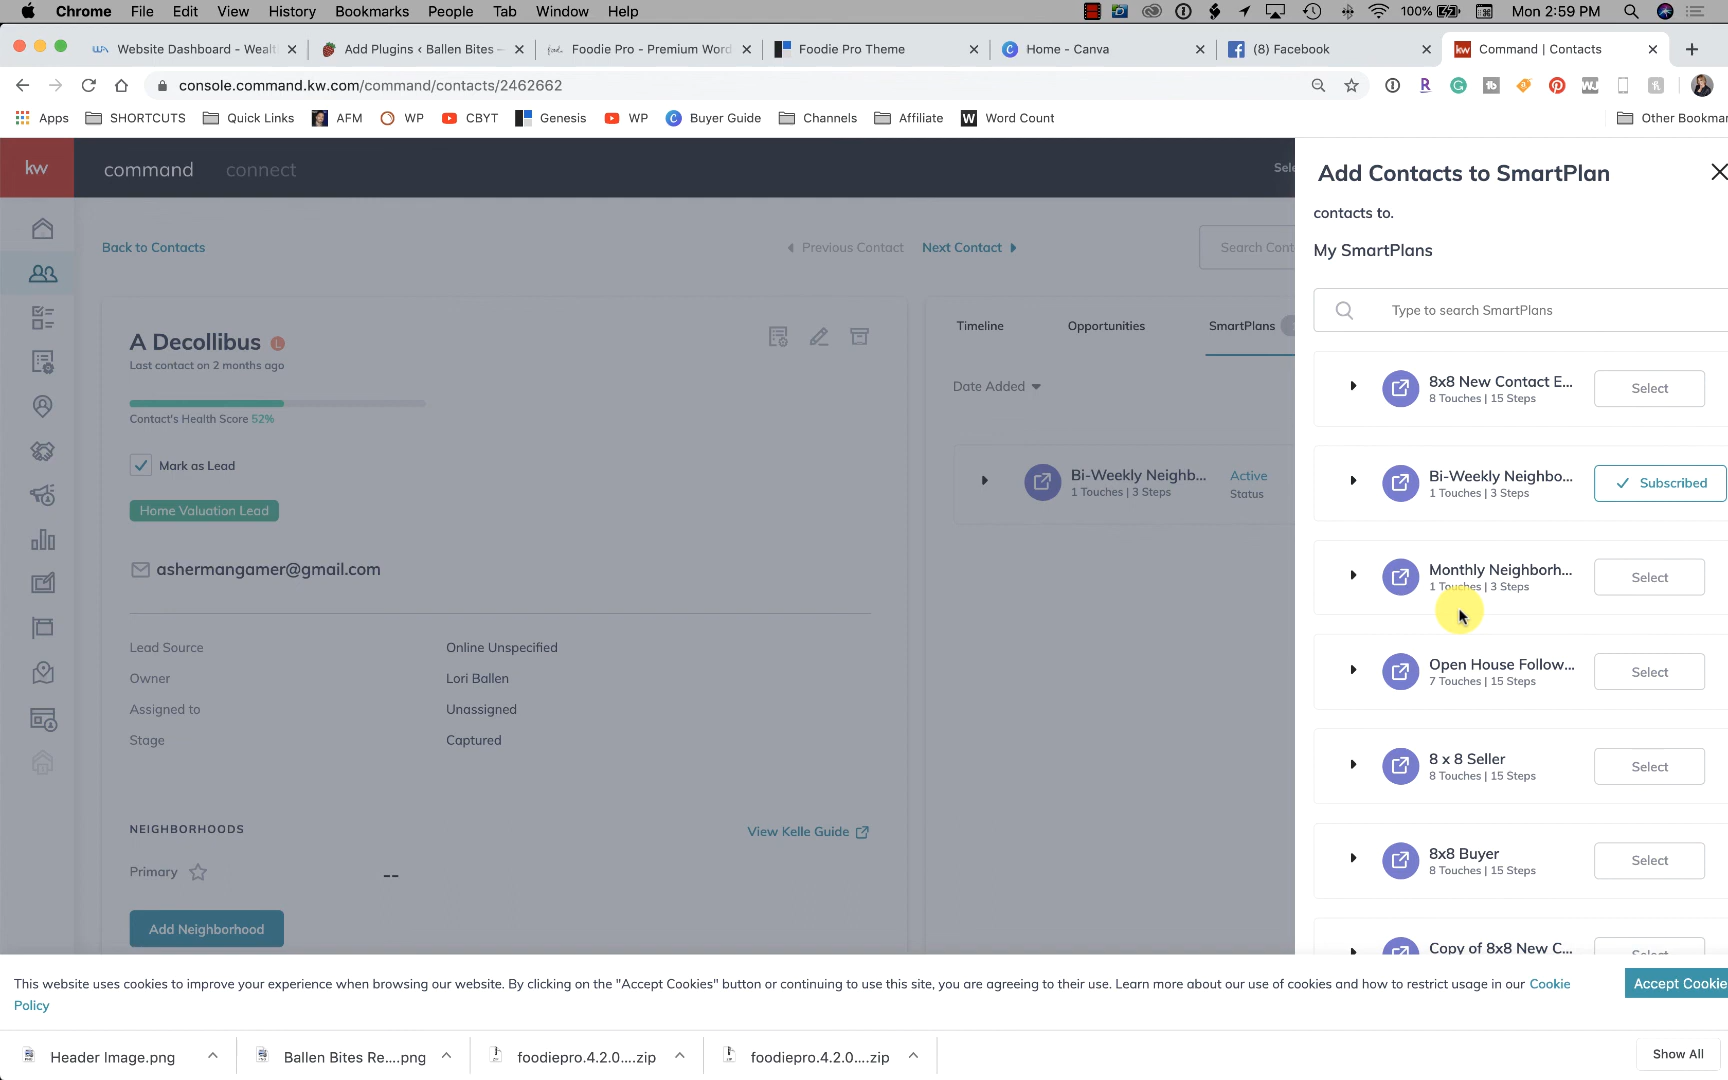 Chrome File Edit View History Bookmarks People Tab Window Help 100% Mon 2:59 PM
Website Dashboard - Wealt Add Plugins ‹ Ballen Bites — Foodie Pro - Premium Word Foodie Pro Theme Home - Canva (8) Facebook Command | Contacts
console.command.kw.com/command/contacts/2462662
Apps SHORTCUTS Quick Links AFM WP CBYT Genesis WP Buyer Guide Channels Affiliate Word Count Other Bookmar
kw command connect Sele
Back to Contacts Previous Contact Next Contact Search Cont
A Decollibus L
Last contact on 2 months ago
Contact's Health Score 52%
Mark as Lead
Home Valuation Lead
ashermangamer@gmail.com
Lead Source Online Unspecified
Owner Lori Ballen
Assigned to Unassigned
Stage Captured
NEIGHBORHOODS View Kelle Guide
Primary --
Add Neighborhood
Timeline Opportunities SmartPlans
Date Added
Bi-Weekly Neighb... Active
1 Touches | 3 Steps Status
Add Contacts to SmartPlan
contacts to.
My SmartPlans
Type to search SmartPlans
8x8 New Contact E... Select
8 Touches | 15 Steps
Bi-Weekly Neighbo... Subscribed
1 Touches | 3 Steps
Monthly Neighborh... Select
1 Touches | 3 Steps
Open House Follow... Select
7 Touches | 15 Steps
8 x 8 Seller Select
8 Touches | 15 Steps
8x8 Buyer Select
8 Touches | 15 Steps
Copy of 8x8 New C... Select
This website uses cookies to improve your experience when browsing our website. By clicking on the "Accept Cookies" button or continuing to use this site, you are agreeing to their use. Learn more about our use of cookies and how to restrict usage in our Cookie
Policy
Accept Cookie
Header Image.png Ballen Bites Re....png foodiepro.4.2.0....zip foodiepro.4.2.0....zip Show All